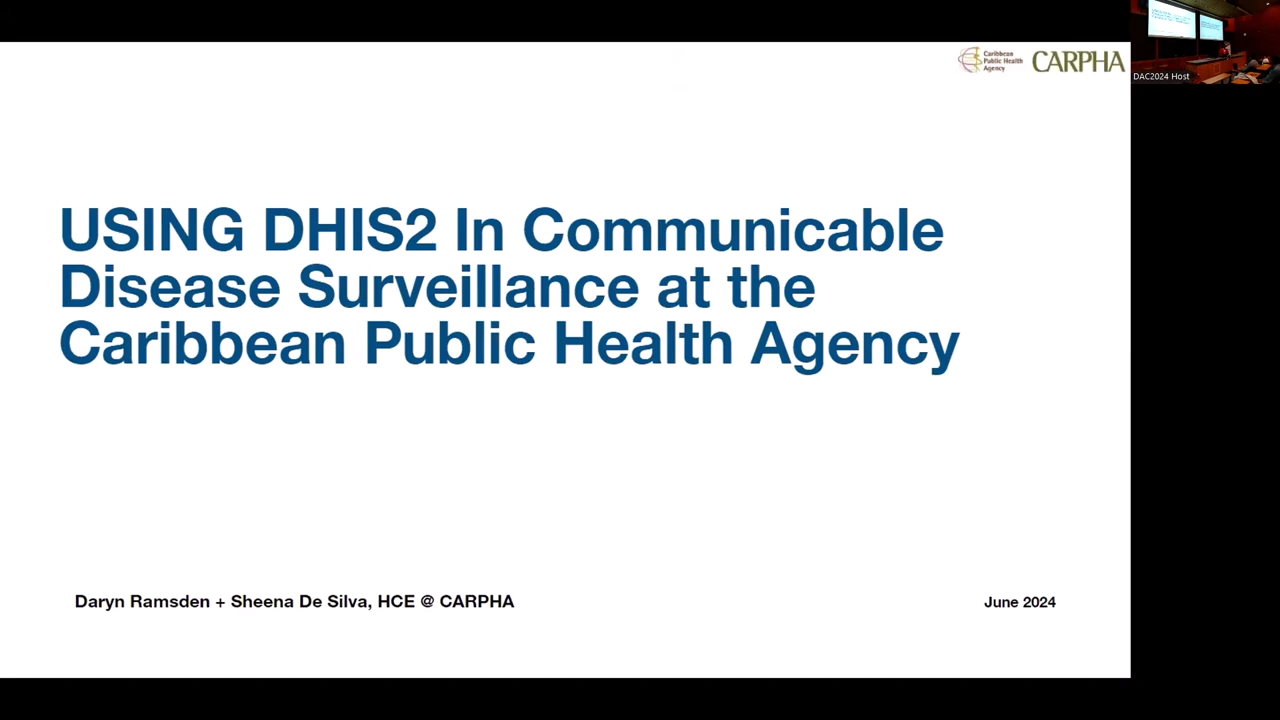 Caribbean
Public Health
Agency
CARPHA
DAC2024 Host
USING DHIS2 In Communicable
Disease Surveillance at the
Caribbean Public Health Agency
Daryn Ramsden + Sheena De Silva, HCE @ CARPHA
June 2024